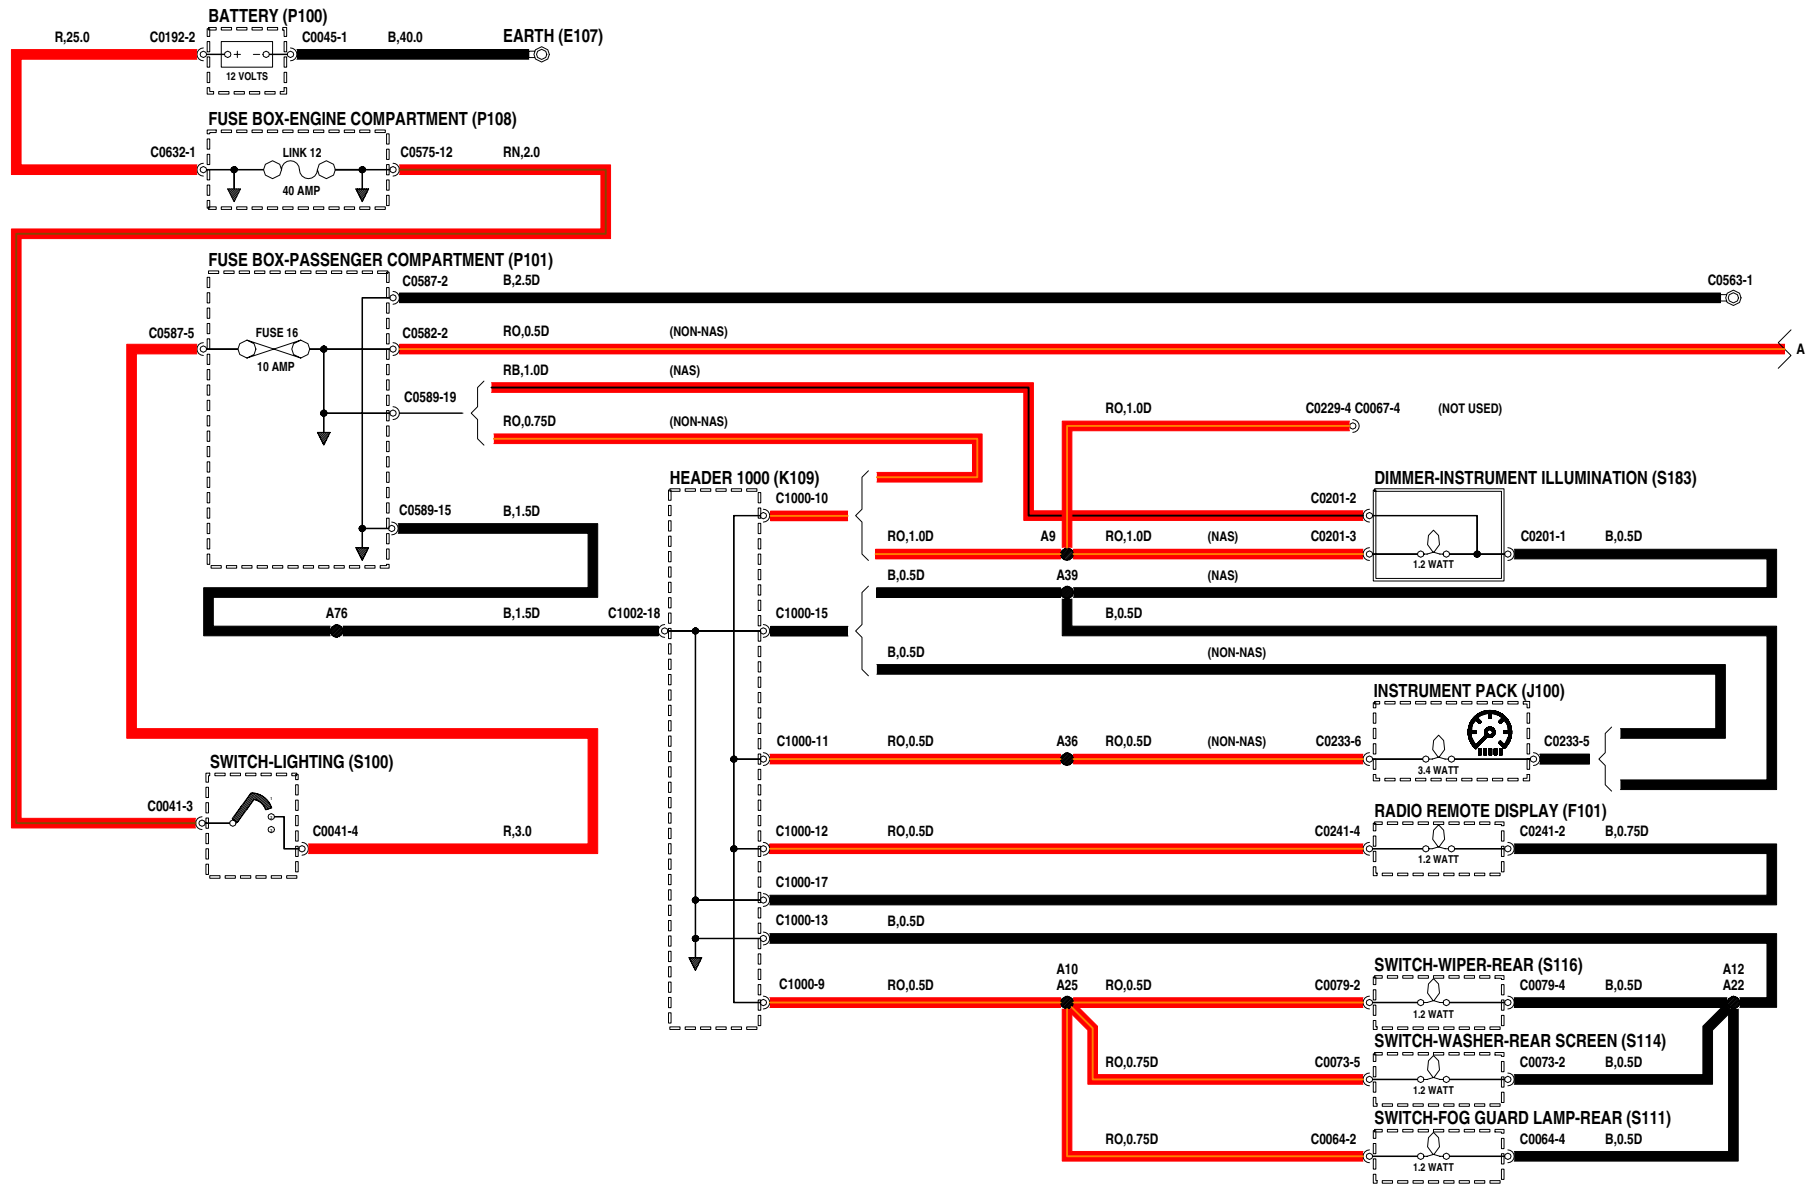 BATTERY (P100)
R,25.0 C0192-2 C0045-1 B,40.0 EARTH (E107)
+ −
12 VOLTS
FUSE BOX-ENGINE COMPARTMENT (P108)
C0632-1 LINK 12 C0575-12 RN,2.0
40 AMP
FUSE BOX-PASSENGER COMPARTMENT (P101)
C0587-2 B,2.5D C0563-1
C0587-5 FUSE 16 C0582-2 RO,0.5D (NON-NAS)
A
10 AMP RB,1.0D (NAS)
C0589-19
RO,1.0D C0229-4 C0067-4 (NOT USED)
RO,0.75D (NON-NAS)
HEADER 1000 (K109) DIMMER-INSTRUMENT ILLUMINATION (S183)
C1000-10 C0201-2
C0589-15 B,1.5D
RO,1.0D A9 RO,1.0D (NAS) C0201-3 C0201-1 B,0.5D
1.2 WATT
B,0.5D A39 (NAS)
A76 B,1.5D C1002-18 C1000-15 B,0.5D
B,0.5D (NON-NAS)
INSTRUMENT PACK (J100)
C1000-11 RO,0.5D A36 RO,0.5D (NON-NAS) C0233-6 C0233-5
3.4 WATT
SWITCH-LIGHTING (S100)
C0041-3
RADIO REMOTE DISPLAY (F101)
C0041-4 R,3.0 C1000-12 RO,0.5D C0241-4 C0241-2 B,0.75D
1.2 WATT
C1000-17
C1000-13 B,0.5D
SWITCH-WIPER-REAR (S116)
A10 A12
C1000-9 RO,0.5D A25 RO,0.5D C0079-2 C0079-4 B,0.5D A22
1.2 WATT
SWITCH-WASHER-REAR SCREEN (S114)
RO,0.75D C0073-5 C0073-2 B,0.5D
1.2 WATT
SWITCH-FOG GUARD LAMP-REAR (S111)
RO,0.75D C0064-2 C0064-4 B,0.5D
1.2 WATT